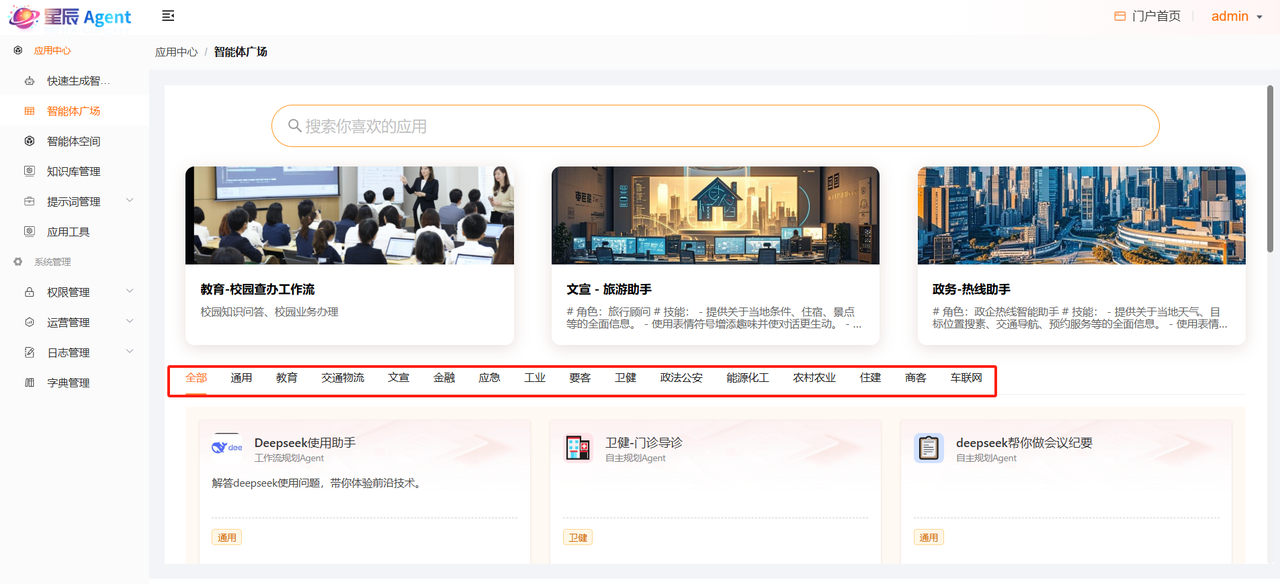 星辰 Agent
门户首页
admin
应用中心
快速生成智...
智能体广场
智能体空间
知识库管理
提示词管理
应用工具
系统管理
权限管理
运营管理
日志管理
字典管理
应用中心 / 智能体广场
搜索你喜欢的应用
教育-校园查办工作流
校园知识问答、校园业务办理
文宣 - 旅游助手
# 角色：旅行顾问 # 技能： - 提供关于当地条件、住宿、景点
等的全面信息。 - 使用表情符号增添趣味并使对话更生动。 - ...
政务-热线助手
# 角色：政企热线智能助手 # 技能： - 提供关于当地天气、目
标位置搜素、交通导航、预约服务等的全面信息。 - 使用表情...
全部 通用 教育 交通物流 文宣 金融 应急 工业 要客 卫健 政法公安 能源化工 农村农业 住建 商客 车联网
dee
Deepseek使用助手
工作流规划Agent
解答deepseek使用问题，带你体验前沿技术。
通用
卫健-门诊导诊
自主规划Agent
卫健
deepseek帮你做会议纪要
自主规划Agent
通用